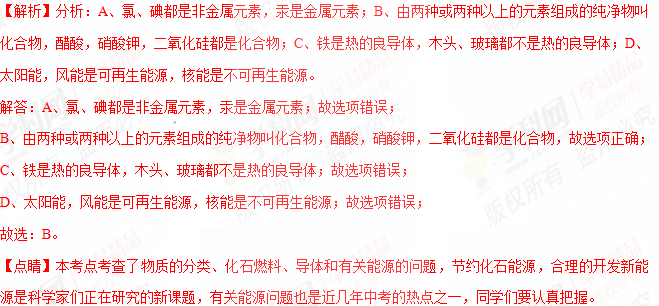 【解析】分析：A、氯、碘都是非金属元素，汞是金属元素；B、由两种或两种以上的元素组成的纯净物叫
化合物，醋酸，硝酸钾，二氧化硅都是化合物；C、铁是热的良导体，木头、玻璃都不是热的良导体；D、
太阳能，风能是可再生能源，核能是不可再生能源。
解答：A、氯、碘都是非金属元素，汞是金属元素；故选项错误；
B、由两种或两种以上的元素组成的纯净物叫化合物，醋酸，硝酸钾，二氧化硅都是化合物，故选项正确；
C、铁是热的良导体，木头、玻璃都不是热的良导体；故选项错误；
D、太阳能，风能是可再生能源，核能是不可再生能源；故选项错误；
故选：B。
【点睛】本考点考查了物质的分类、化石燃料、导体和有关能源的问题，节约化石能源，合理的开发新能
源是科学家们正在研究的新课题，有关能源问题也是近几年中考的热点之一，同学们要认真把握。